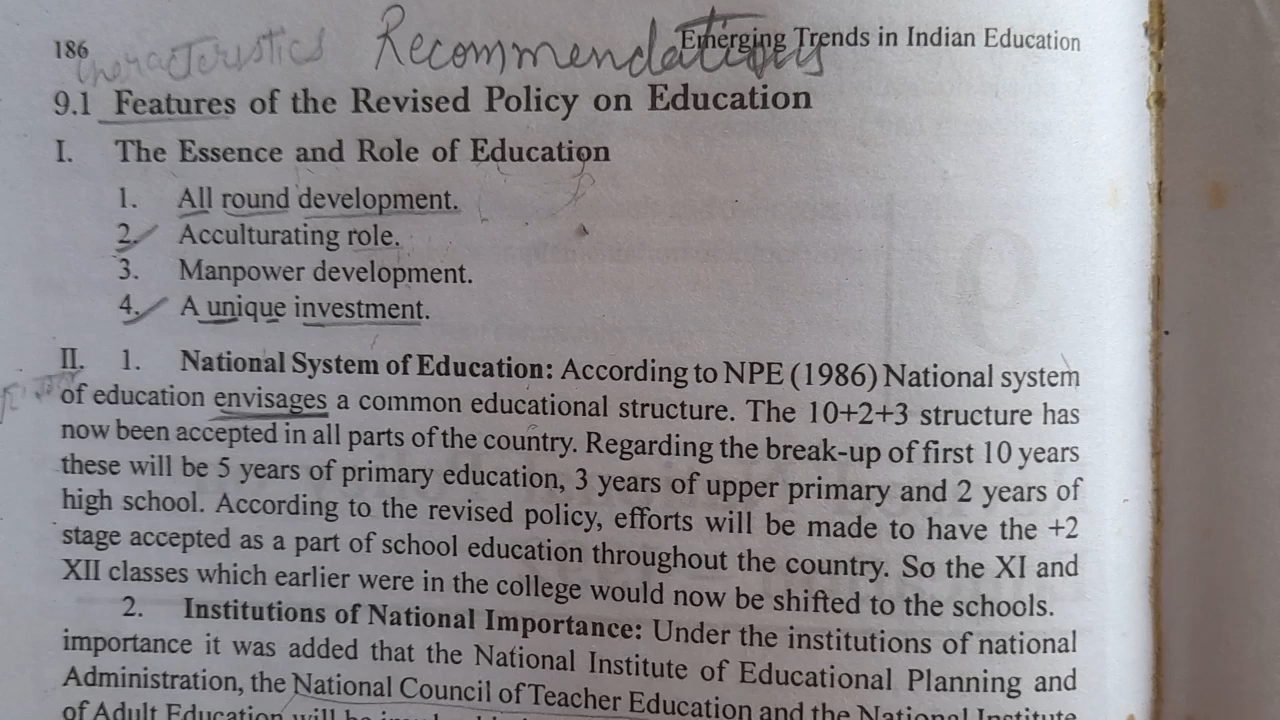 186 Characteristics Recommendations Emerging Trends in Indian Education
9.1 Features of the Revised Policy on Education
I. The Essence and Role of Education
1. All round development.
2. Acculturating role.
3. Manpower development.
4. A unique investment.
II. 1. National System of Education: According to NPE (1986) National system
of education envisages a common educational structure. The 10+2+3 structure has
now been accepted in all parts of the country. Regarding the break-up of first 10 years
these will be 5 years of primary education, 3 years of upper primary and 2 years of
high school. According to the revised policy, efforts will be made to have the +2
stage accepted as a part of school education throughout the country. So the XI and
XII classes which earlier were in the college would now be shifted to the schools.
2. Institutions of National Importance: Under the institutions of national
importance it was added that the National Institute of Educational Planning and
Administration, the National Council of Teacher Education and the National Institute
of Adult Education will be